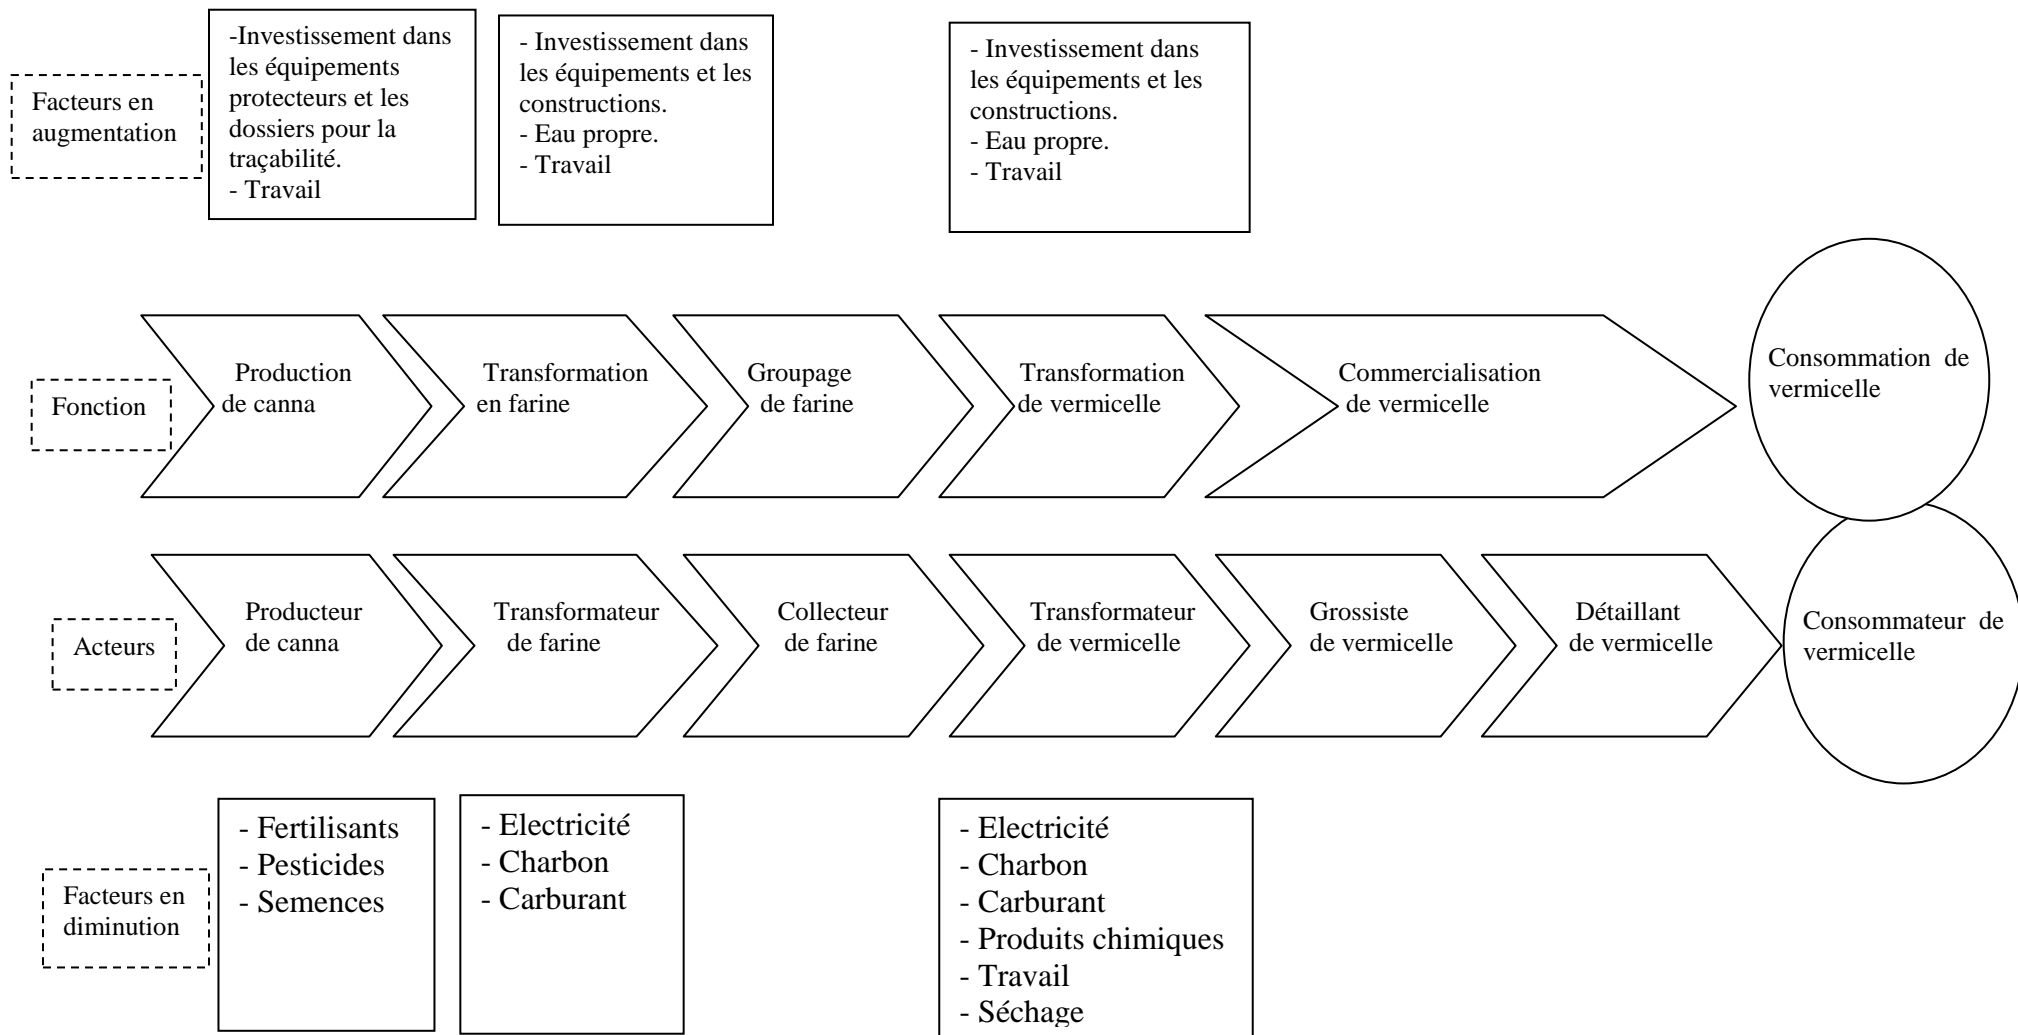 Facteurs en
augmentation
-Investissement dans
les équipements
protecteurs et les
dossiers pour la
traçabilité.
- Travail
- Investissement dans
les équipements et les
constructions.
- Eau propre.
- Travail
- Investissement dans
les équipements et les
constructions.
- Eau propre.
- Travail
Fonction
Production
de canna
Transformation
en farine
Groupage
de farine
Transformation
de vermicelle
Commercialisation
de vermicelle
Consommation de
vermicelle
Acteurs
Producteur
de canna
Transformateur
de farine
Collecteur
de farine
Transformateur
de vermicelle
Grossiste
de vermicelle
Détaillant
de vermicelle
Consommateur de
vermicelle
Facteurs en
diminution
- Fertilisants
- Pesticides
- Semences
- Electricité
- Charbon
- Carburant
- Electricité
- Charbon
- Carburant
- Produits chimiques
- Travail
- Séchage